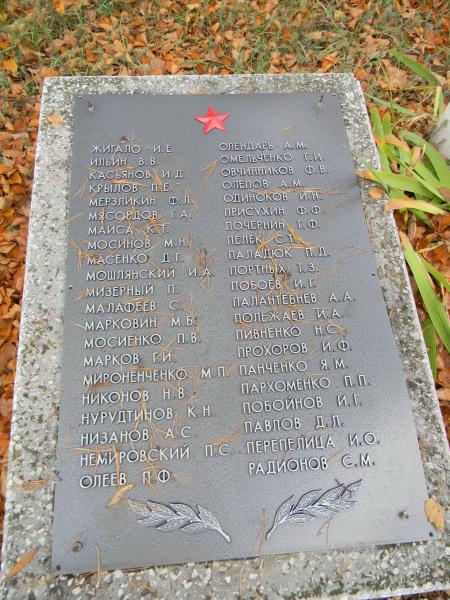 ЖИГАЛО И.Е.
ИЛЬИН В.В
КАСЬЯНОВ И.Д
КРЫЛОВ П.Е.
МЕРЗЛИКИН Ф.Л.
МЯСОЕДОВ Г.А.
МАИСА К.Т.
МОСИНОВ М.Н.
МАСЕНКО Д.Г.
МОШЛЯНСКИЙ И.А.
МИЗЕРНЫЙ П.
МАЛАФЕЕВ С.
МАРКОВИН М.Б.
МОСИЕНКО П.В.
МАРКОВ Г.И.
МИРОНЕНЧЕНКО М.П.
НИКОНОВ Н.В.
НУРУДТИНОВ К.Н
НИЗАНОВ А.С.
НЕМИРОВСКИЙ П.С.
ОЛЕЕВ П.Ф.
ОЛЕНДАРЬ А.М.
ОМЕЛЬЧЕНКО Г.И.
ОВЧИННИКОВ Ф.В.
ОЛЕПОВ А.М.
ОДИНОКОВ И.Н.
ПРИСУХИН Ф.Ф.
ПОЧЕРНИН Г.Ф.
ПЕЛЕК С.Т.
ПАЛАДЮК П.Д.
ПОРТНЫХ Т.З.
ПОБОЕВ И.Г.
ПАЛАНТЕБНЕВ А.А.
ПОЛЕЖАЕВ И.А.
ПИВНЕНКО Н.С.
ПРОХОРОВ И.Ф.
ПАНЧЕНКО Я.М.
ПАРХОМЕНКО П.П.
ПОБОЙНОВ И.Г.
ПАВЛОВ Д.Л.
ПЕРЕПЕЛИЦА И.О.
РАДИОНОВ С.М.